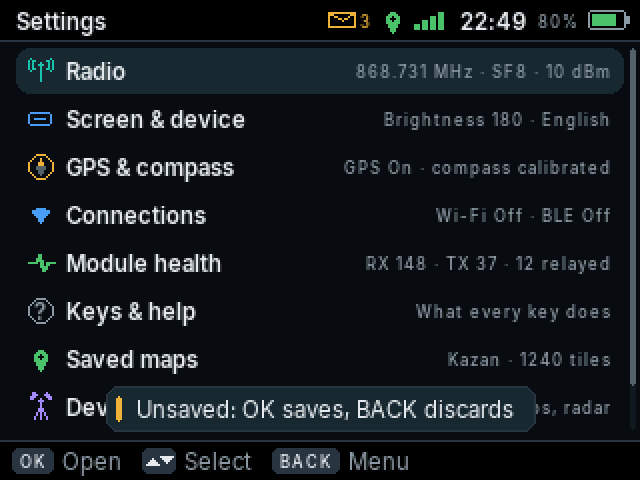 Settings 3 22:49 80%
Radio 868.731 MHz · SF8 · 10 dBm
Screen & device Brightness 180 · English
GPS & compass GPS On · compass calibrated
Connections Wi-Fi Off · BLE Off
Module health RX 148 · TX 37 · 12 relayed
Keys & help What every key does
Saved maps Kazan · 1240 tiles
radar
Unsaved: OK saves, BACK discards
OK Open Select BACK Menu